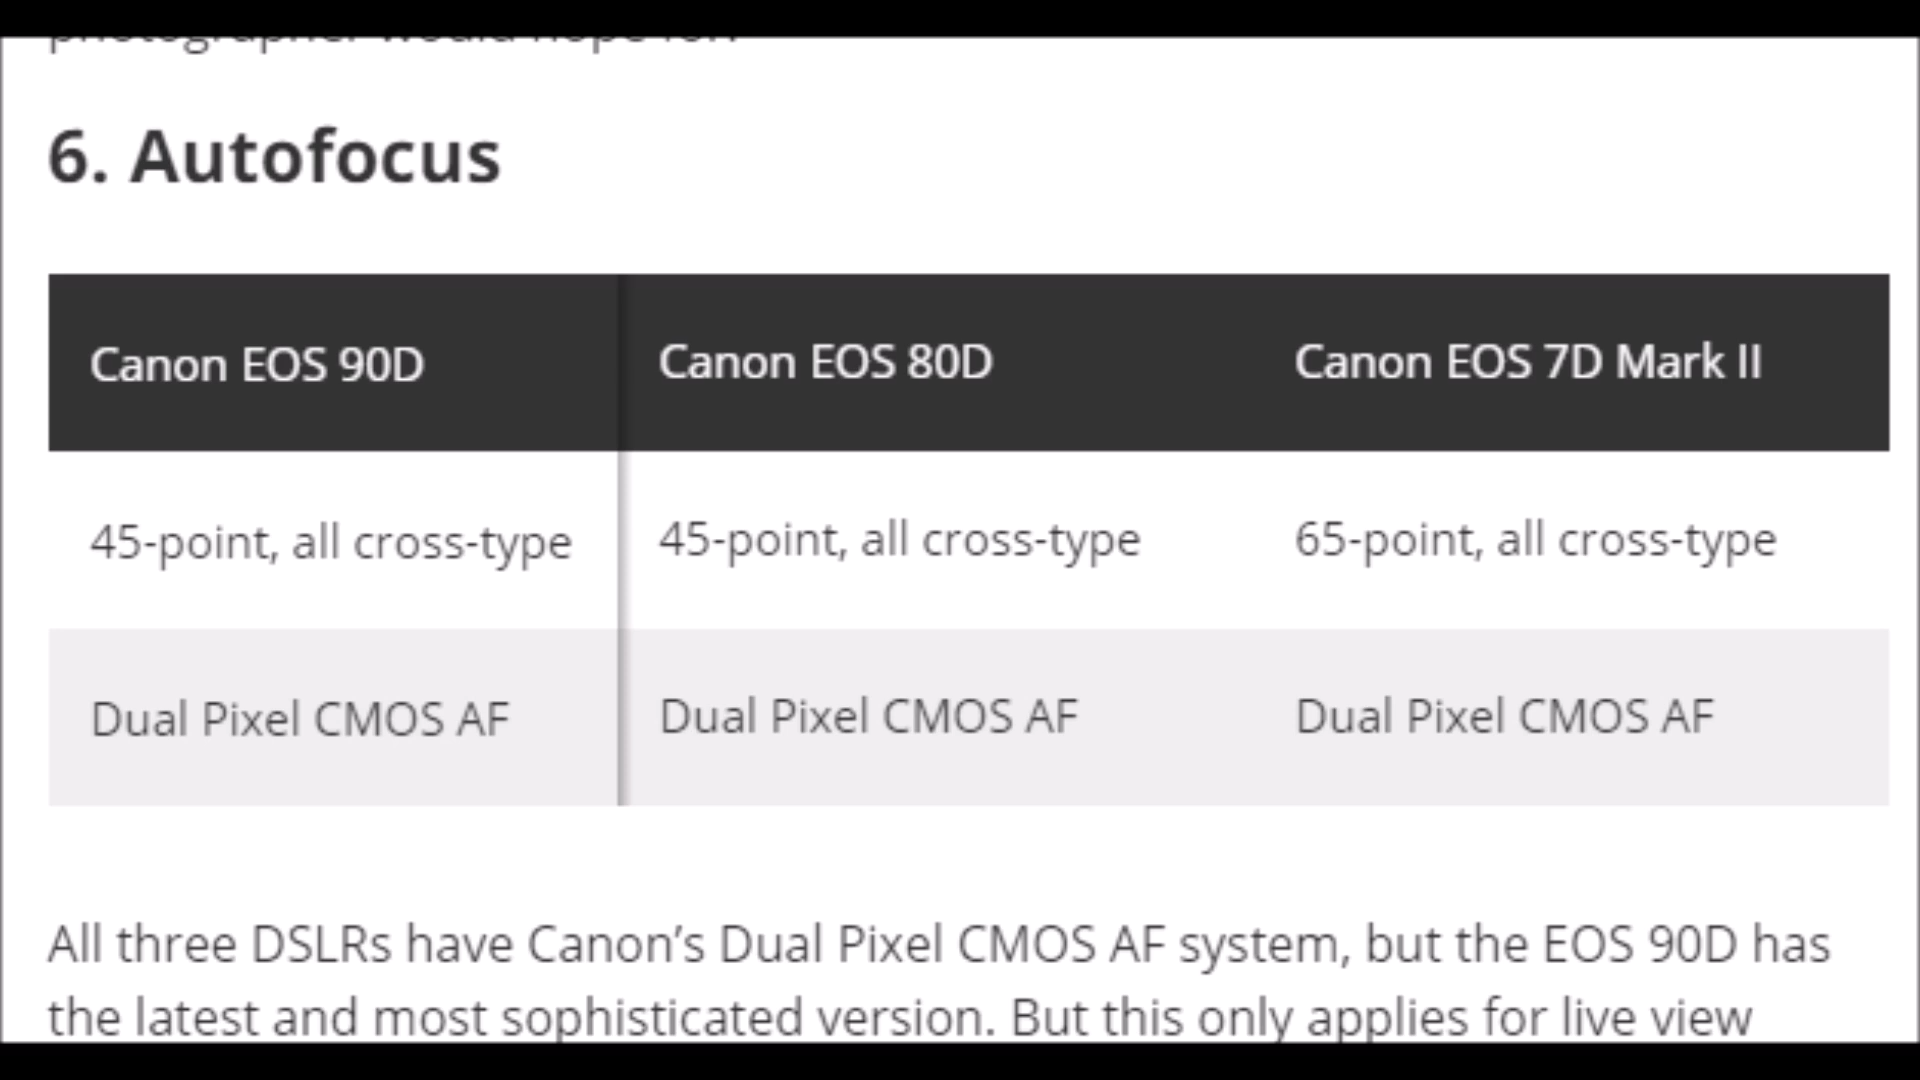 6. Autofocus
Canon EOS 90D Canon EOS 80D Canon EOS 7D Mark II
45-point, all cross-type 45-point, all cross-type 65-point, all cross-type
Dual Pixel CMOS AF Dual Pixel CMOS AF Dual Pixel CMOS AF
All three DSLRs have Canon’s Dual Pixel CMOS AF system, but the EOS 90D has
the latest and most sophisticated version. But this only applies for live view